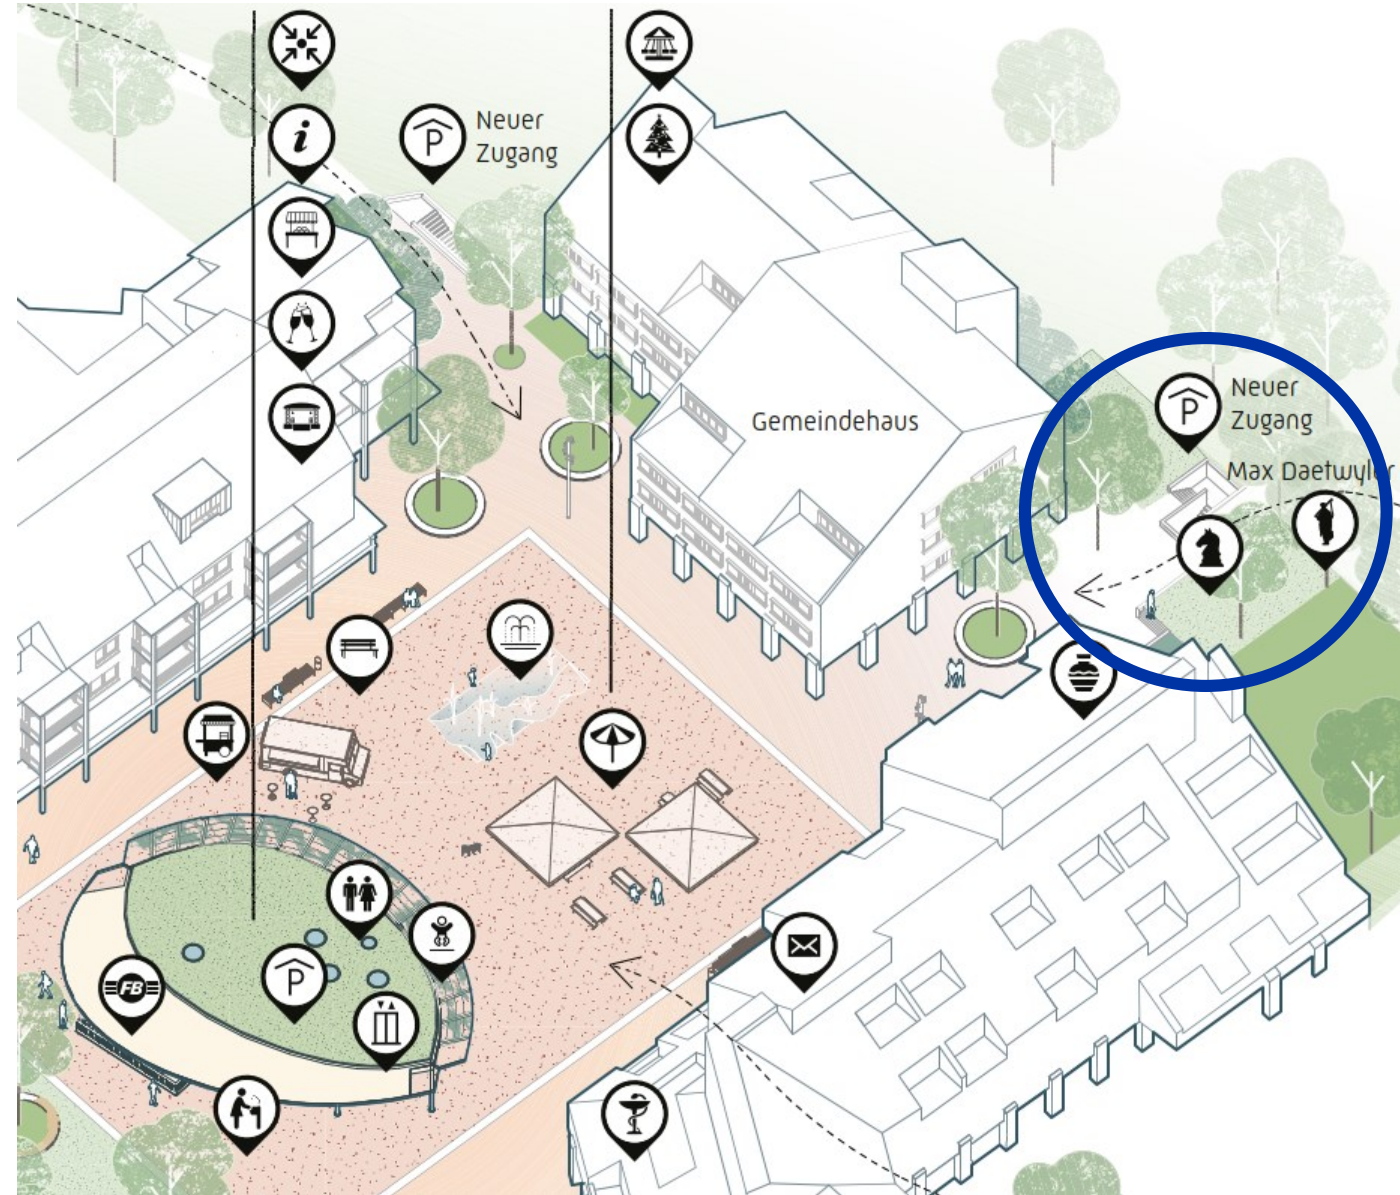 i
P
Neuer
Zugang
Gemeindehaus
P
Neuer
Zugang
Max Daetwyler
P
FB